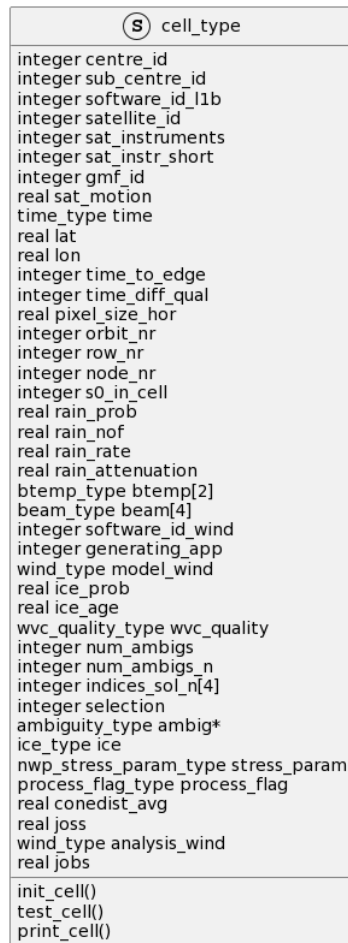 S cell_type
integer centre_id
integer sub_centre_id
integer software_id_l1b
integer satellite_id
integer sat_instruments
integer sat_instr_short
integer gmf_id
real sat_motion
time_type time
real lat
real lon
integer time_to_edge
integer time_diff_qual
real pixel_size_hor
integer orbit_nr
integer row_nr
integer node_nr
integer s0_in_cell
real rain_prob
real rain_nof
real rain_rate
real rain_attenuation
btemp_type btemp[2]
beam_type beam[4]
integer software_id_wind
integer generating_app
wind_type model_wind
real ice_prob
real ice_age
wvc_quality_type wvc_quality
integer num_ambigs
integer num_ambigs_n
integer indices_sol_n[4]
integer selection
ambiguity_type ambig*
ice_type ice
nwp_stress_param_type stress_param
process_flag_type process_flag
real conedist_avg
real joss
wind_type analysis_wind
real jobs
init_cell()
test_cell()
print_cell()